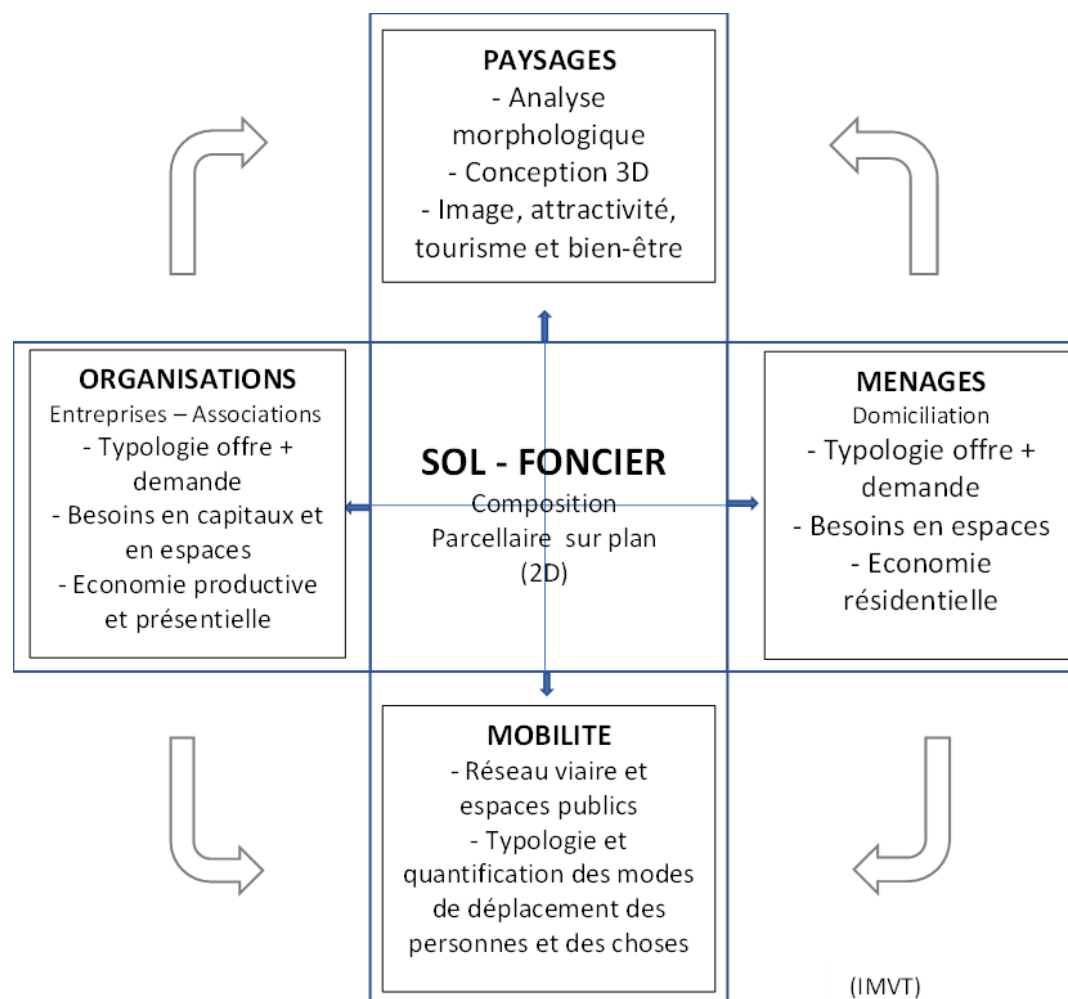 PAYSAGES
- Analyse
morphologique
- Conception 3D
- Image, attractivité,
tourisme et bien-être
ORGANISATIONS
Entreprises – Associations
- Typologie offre +
demande
- Besoins en capitaux et
en espaces
- Economie productive
et présentielle
SOL - FONCIER
Composition
Parcellaire sur plan
(2D)
MENAGES
Domiciliation
- Typologie offre +
demande
- Besoins en espaces
- Economie
résidentielle
MOBILITE
- Réseau viaire et
espaces publics
- Typologie et
quantification des modes
de déplacement des
personnes et des choses
(IMVT)